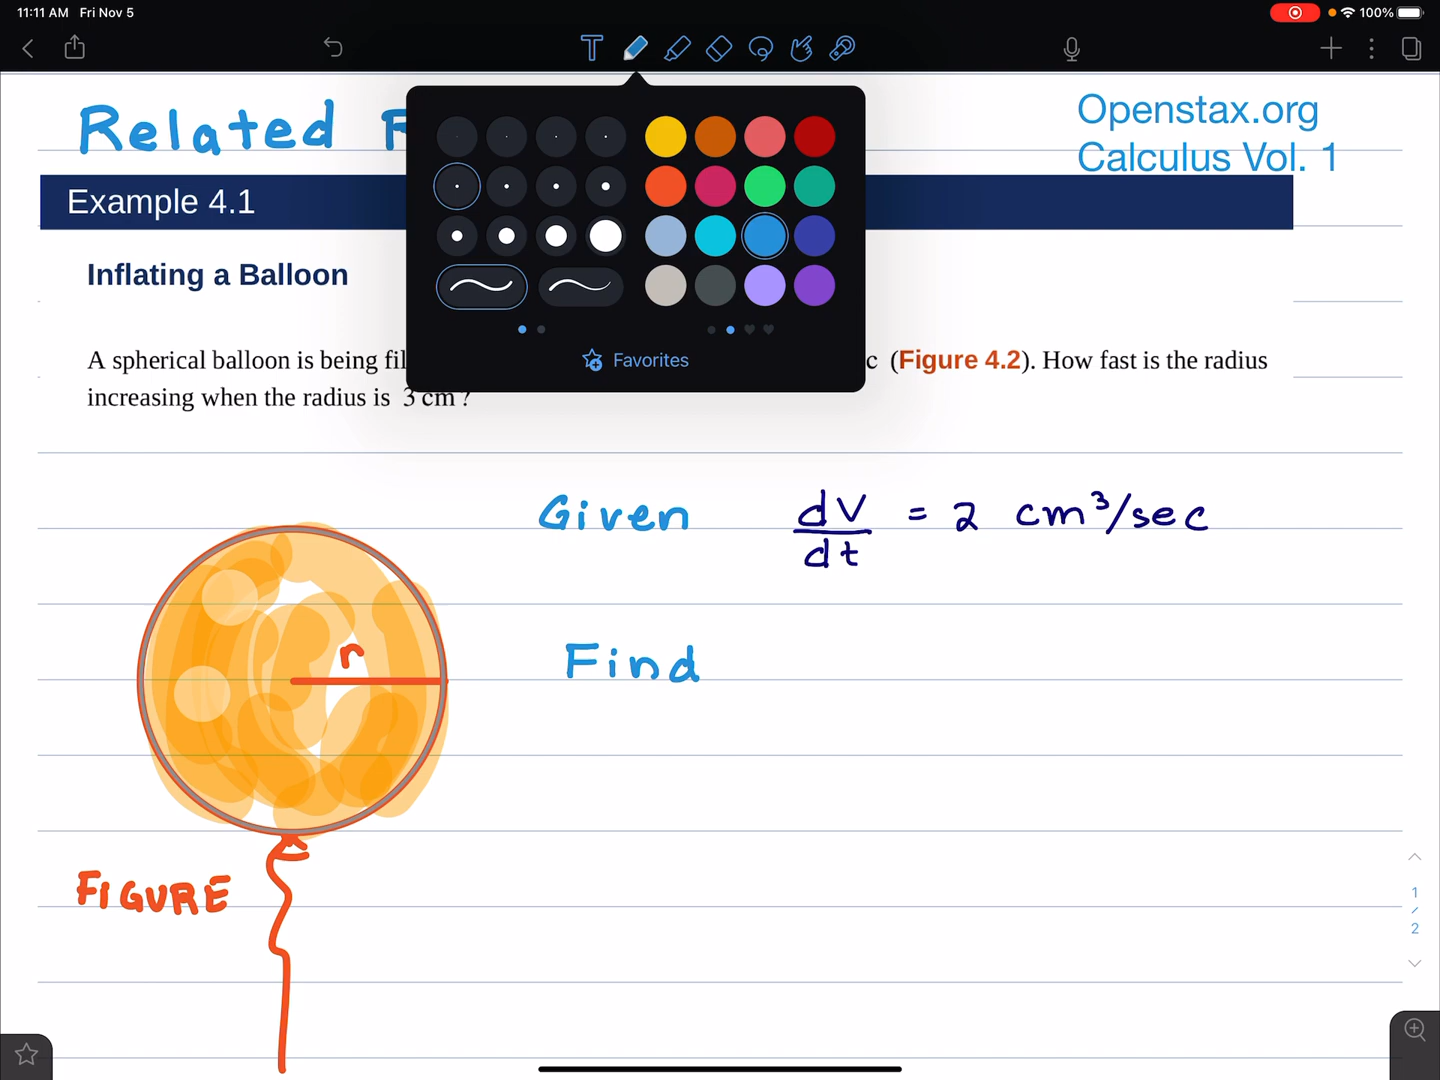 11:11 AM Fri Nov 5
100%
T
Related
Openstax.org
Calculus Vol. 1
Example 4.1
Inflating a Balloon
Favorites
A spherical balloon is being fil c (Figure 4.2). How fast is the radius
increasing when the radius is 3 cm?
Given dV/dt = 2 cm³/sec
r
Find
FIGURE
1
/
2